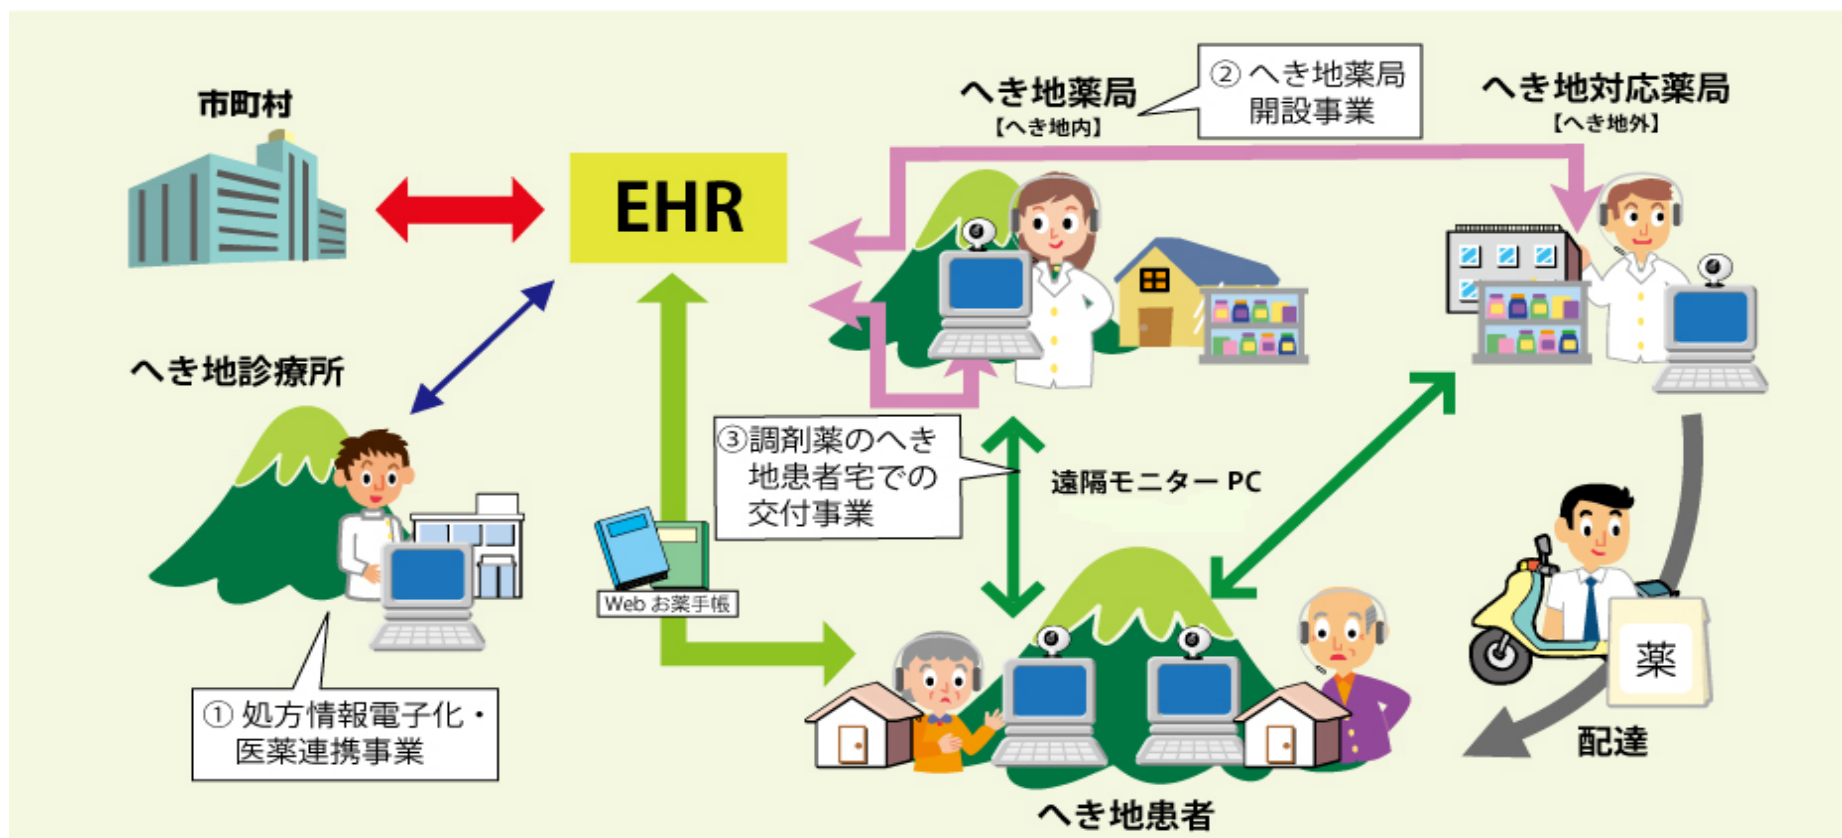 市町村
EHR
へき地薬局
【へき地内】
② へき地薬局
開設事業
へき地対応薬局
【へき地外】
へき地診療所
③調剤薬のへき
地患者宅での
交付事業
遠隔モニター PC
Web お薬手帳
① 処方情報電子化・
医薬連携事業
薬
配達
へき地患者